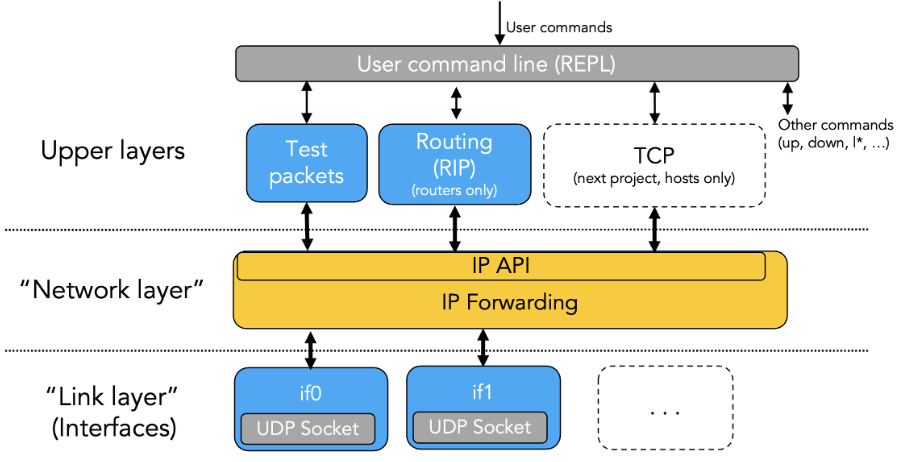 User commands
User command line (REPL)
Other commands
(up, down, l*, ...)
Upper layers
Test
packets
Routing
(RIP)
(routers only)
TCP
(next project, hosts only)
IP API
“Network layer”
IP Forwarding
“Link layer”
(Interfaces)
if0
UDP Socket
if1
UDP Socket
. . .